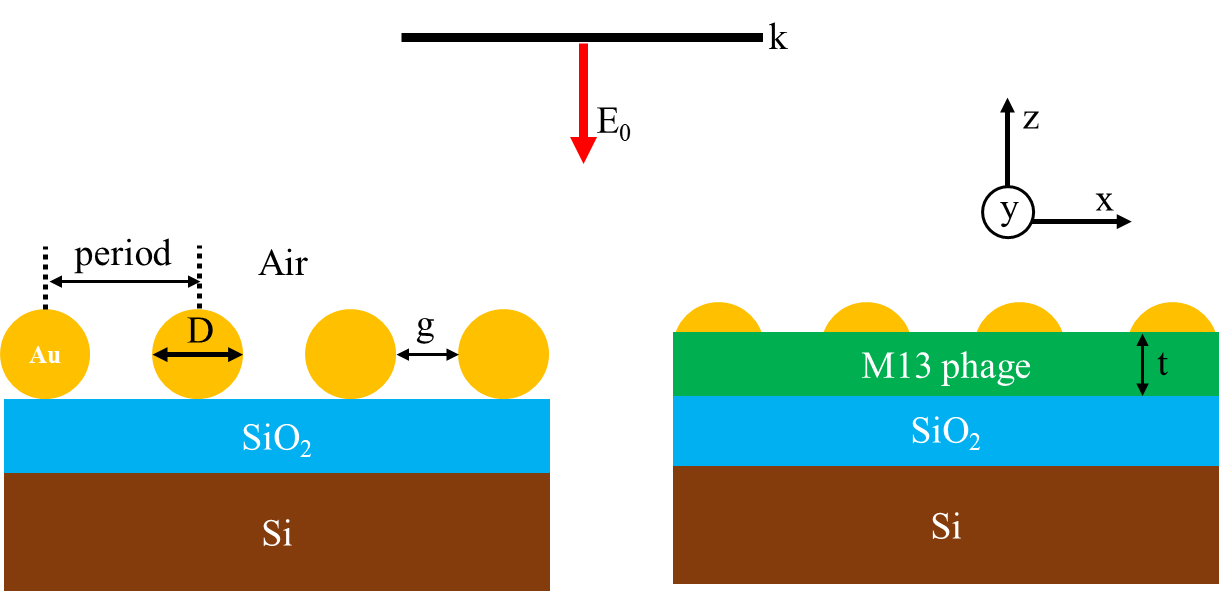 k
E₀
z
y
x
period
Air
D
g
Au
M13 phage
t
SiO₂
SiO₂
Si
Si